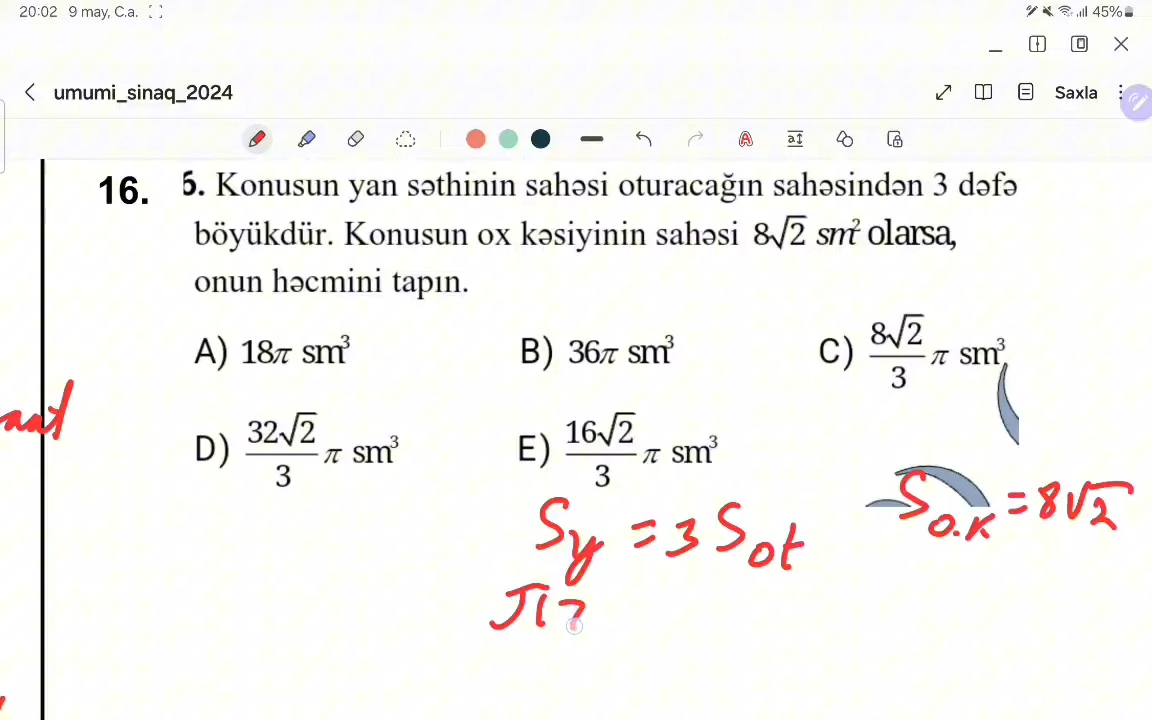 20:02 9 may, C.a. 45%
umumi_sinaq_2024 Saxla
16. 5. Konusun yan səthinin sahəsi oturacağın sahəsindən 3 dəfə
böyükdür. Konusun ox kəsiyinin sahəsi 8√2 sm² olarsa,
onun həcmini tapın.
A) 18π sm³ B) 36π sm³ C) 8√2/3 π sm³
D) 32√2/3 π sm³ E) 16√2/3 π sm³
S_O.K = 8√2
Sy = 3 Sot
π